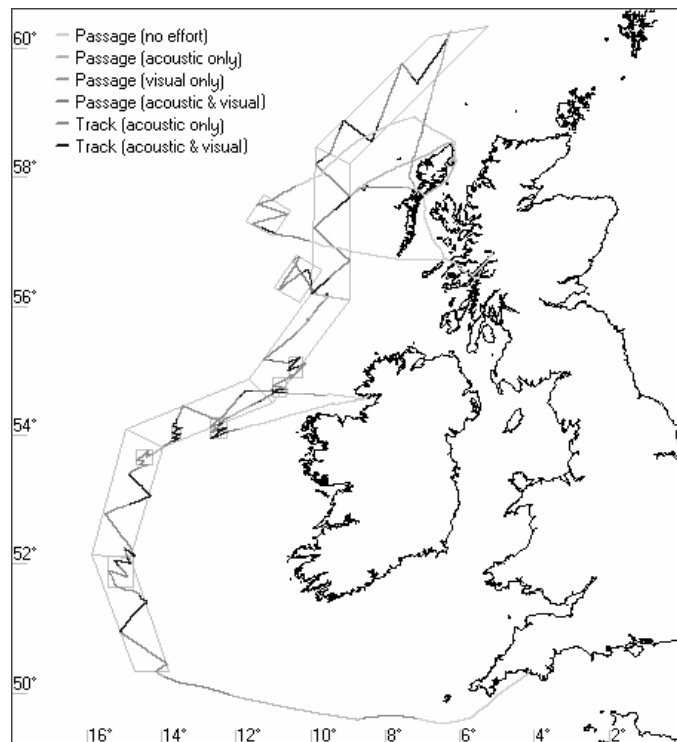 60°
Passage (no effort)
Passage (acoustic only)
Passage (visual only)
Passage (acoustic & visual)
Track (acoustic only)
Track (acoustic & visual)
58°
56°
54°
52°
50°
16° 14° 12° 10° 8° 6° 4° 2°